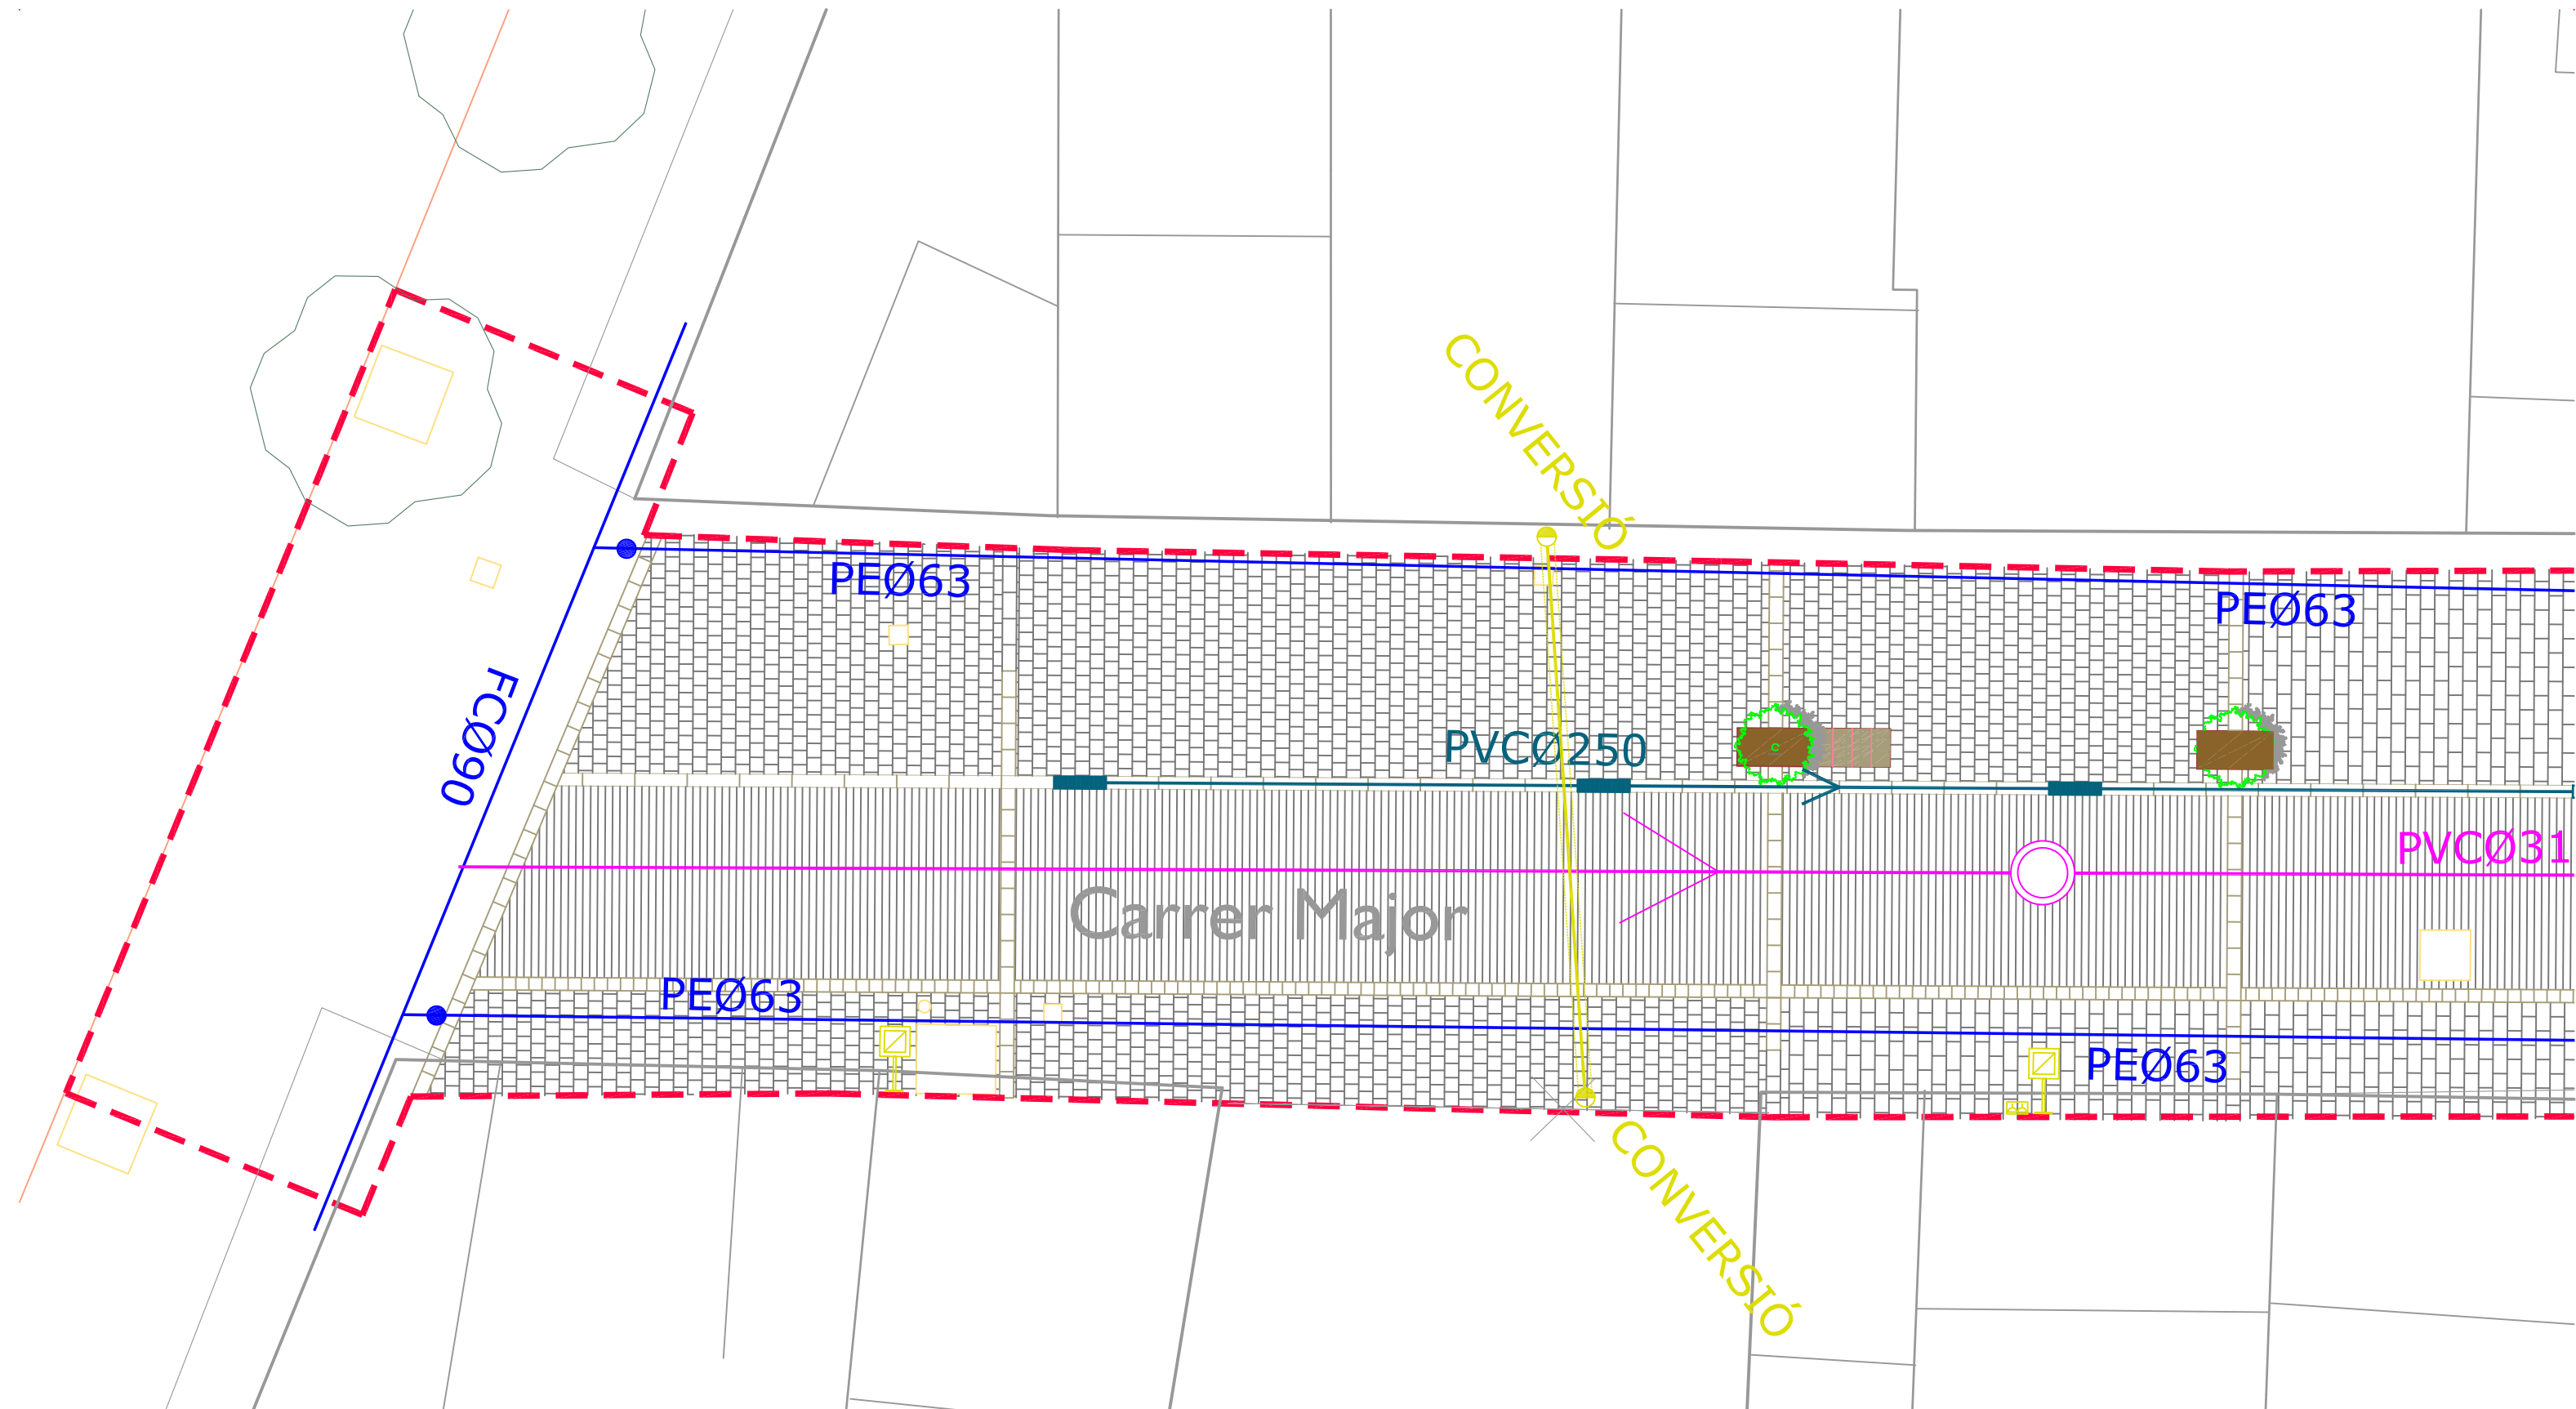 CONVERSIÓ
PEØ63
PEØ63
FCØ90
PVCØ250
PVCØ31
Carrer Major
PEØ63
PEØ63
CONVERSIÓ